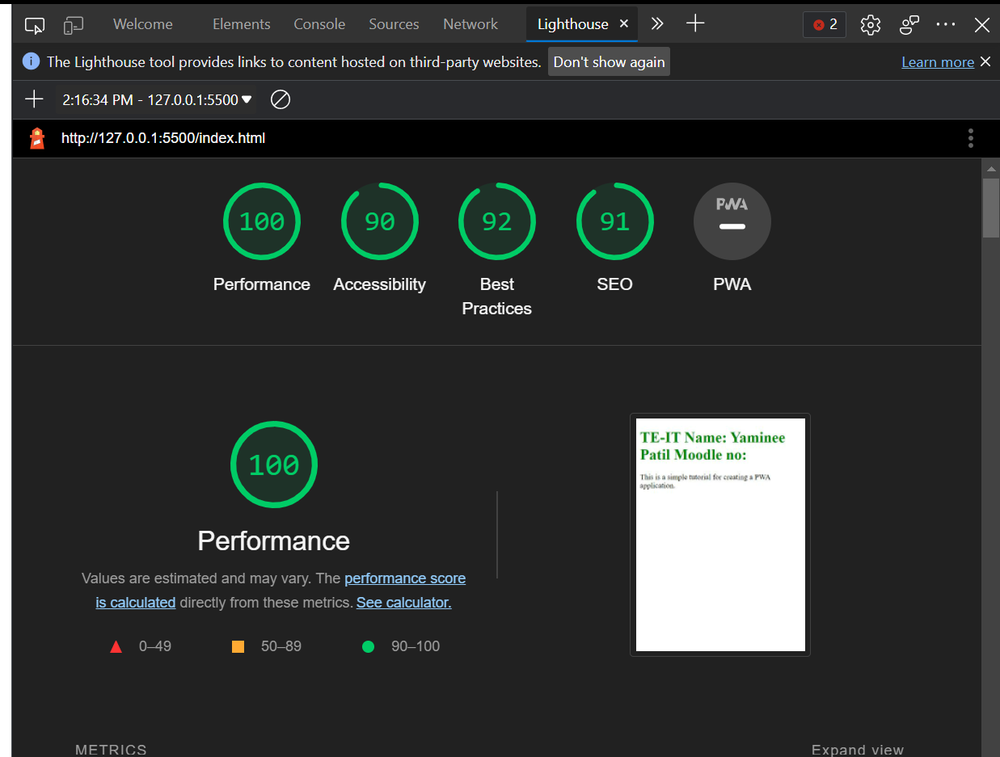 Welcome Elements Console Sources Network Lighthouse 2
The Lighthouse tool provides links to content hosted on third-party websites. Don't show again Learn more
2:16:34 PM - 127.0.0.1:5500
http://127.0.0.1:5500/index.html
100 90 92 91 PWA
Performance Accessibility Best Practices SEO PWA
100
TE-IT Name: Yaminee
Patil Moodle no:
This is a simple tutorial for creating a PWA
application.
Performance
Values are estimated and may vary. The performance score
is calculated directly from these metrics. See calculator.
0–49 50–89 90–100
METRICS Expand view